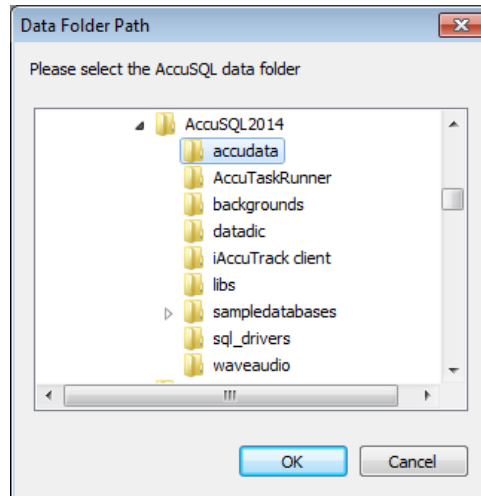 Data Folder Path
Please select the AccuSQL data folder
AccuSQL2014
accudata
AccuTaskRunner
backgrounds
datadic
iAccuTrack client
libs
sampledatabases
sql_drivers
waveaudio
OK Cancel